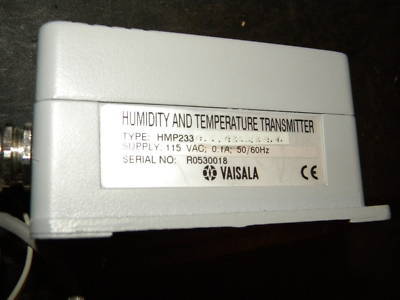 HUMIDITY AND TEMPERATURE TRANSMITTER
TYPE: HMP233
SUPPLY: 115 VAC; 0.1A; 50/60Hz
SERIAL NO: R0530018
VAISALA CE